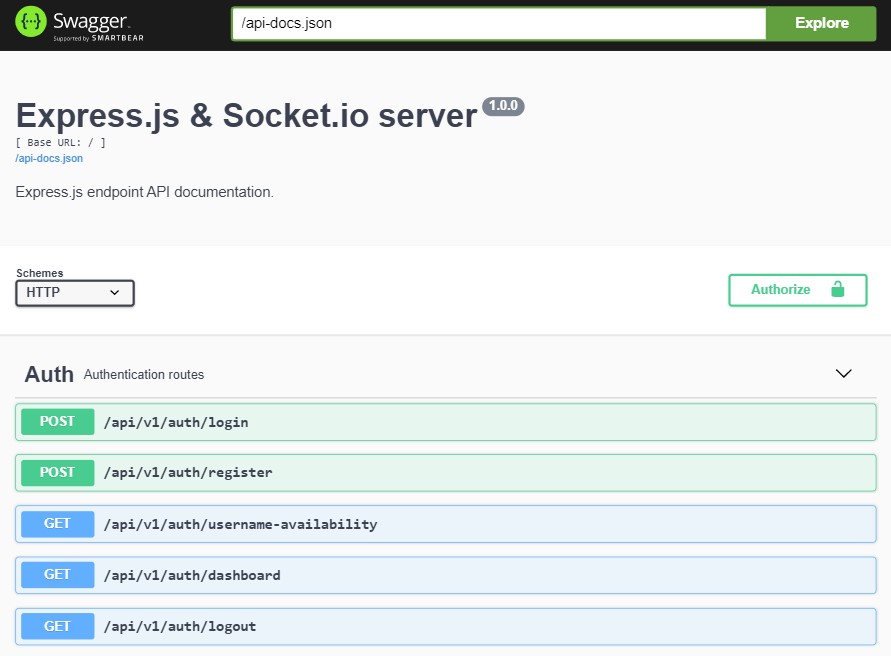 Swagger
Supported by SMARTBEAR
/api-docs.json
Explore
Express.js & Socket.io server 1.0.0
[ Base URL: / ]
/api-docs.json
Express.js endpoint API documentation.
Schemes
HTTP
Authorize
Auth Authentication routes
POST /api/v1/auth/login
POST /api/v1/auth/register
GET /api/v1/auth/username-availability
GET /api/v1/auth/dashboard
GET /api/v1/auth/logout